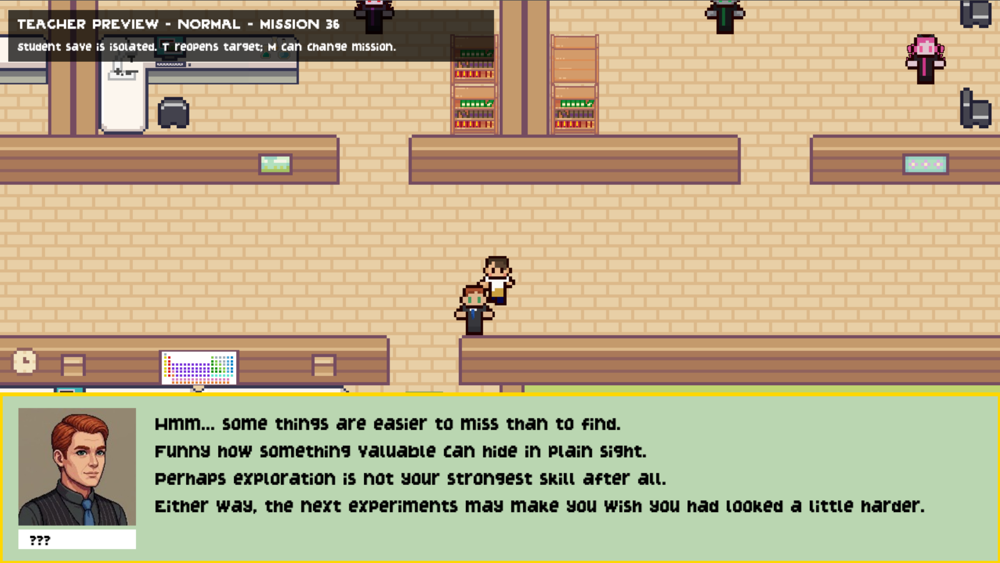 TEACHER PREVIEW - NORMAL - MISSION 36
Student save is isolated. T reopens target; M can change mission.
Hmm... some things are easier to miss than to find.
Funny how something valuable can hide in plain sight.
Perhaps exploration is not your strongest skill after all.
Either way, the next experiments may make you wish you had looked a little harder.
???